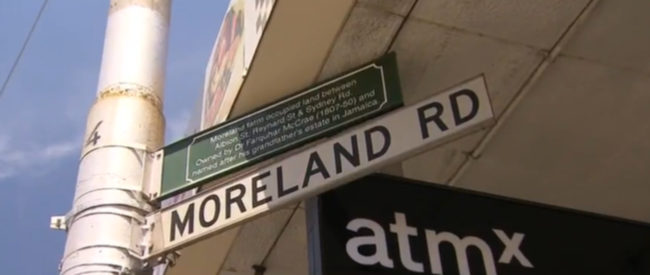 Moreland farm occupied land between
Albion St, Reynard St & Sydney Rd.
Owned by Dr Farquhar McCrae (1807-50) and
named after his grandfather's estate in Jamaica
MORELAND RD
atmx
4